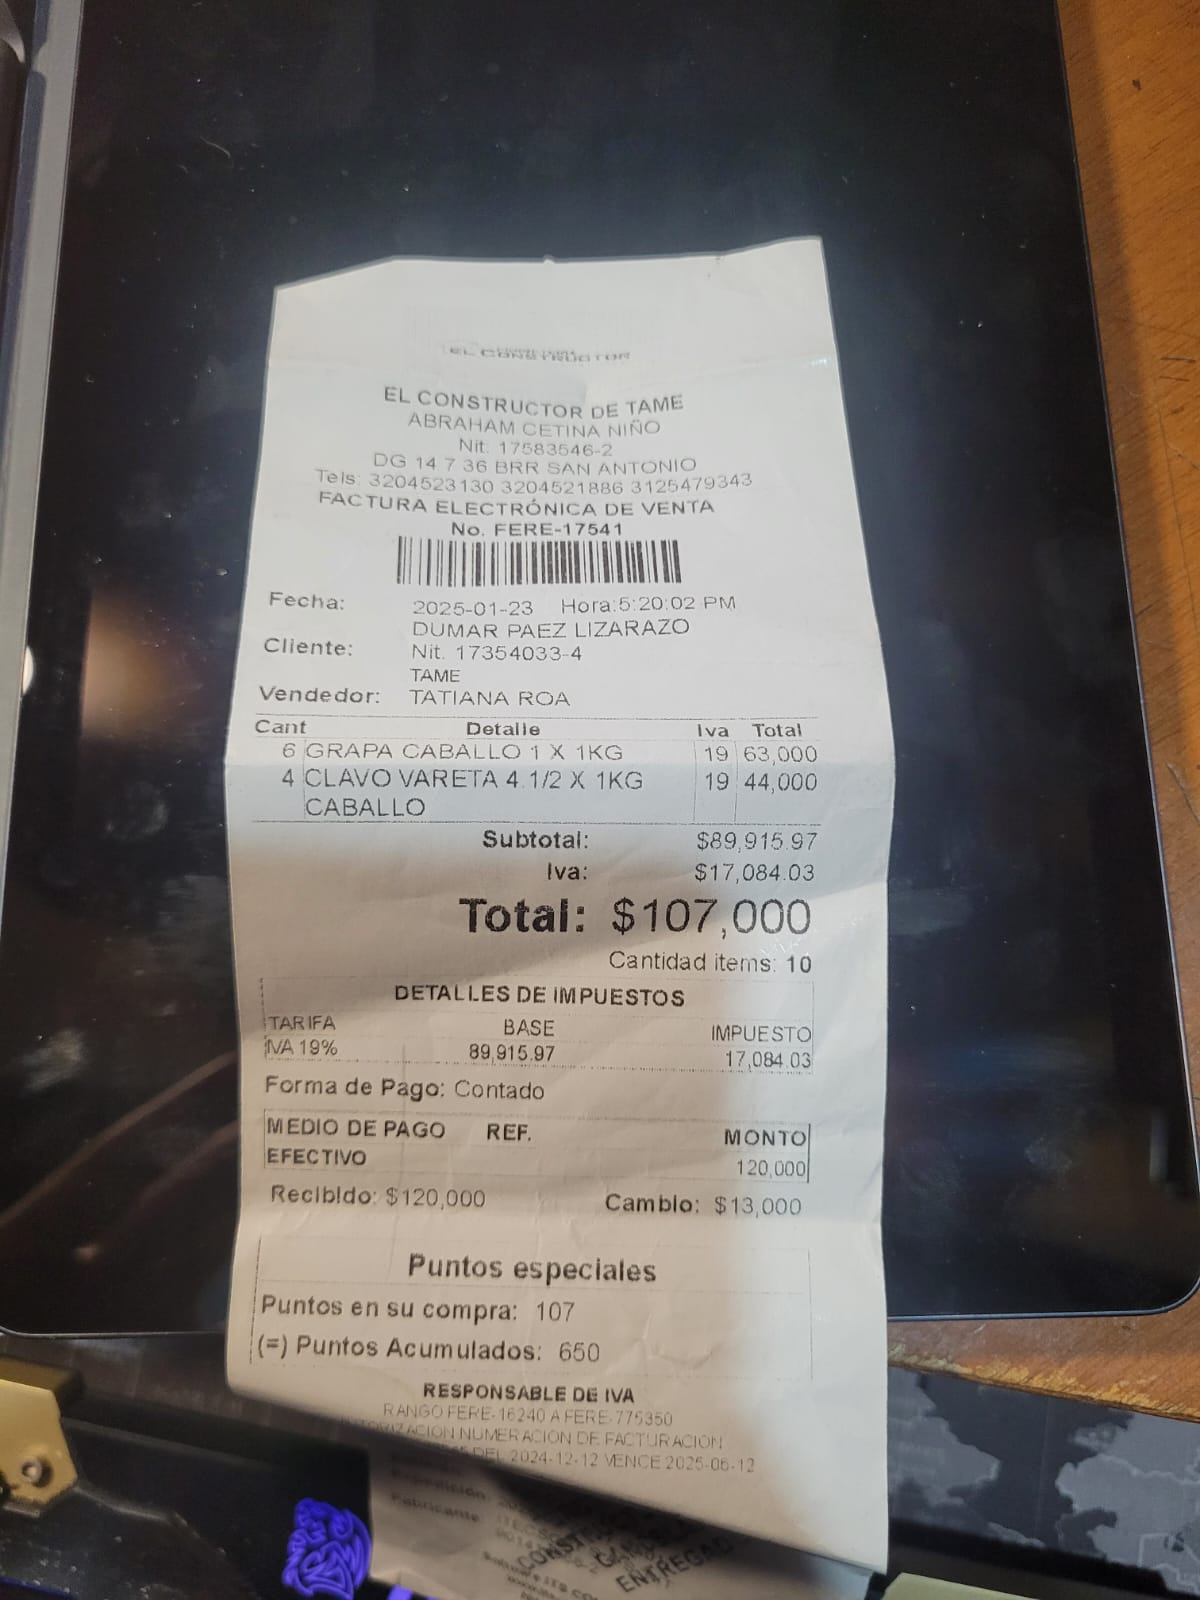 EL CONSTRUCTOR
EL CONSTRUCTOR DE TAME
ABRAHAM CETINA NIÑO
Nit: 17583546-2
DG 14 7 36 BRR SAN ANTONIO
Tels: 3204523130 3204521886 3125479343
FACTURA ELECTRÓNICA DE VENTA
No. FERE-17541
Fecha: 2025-01-23 Hora:5:20:02 PM
DUMAR PAEZ LIZARAZO
Cliente: Nit. 17354033-4
TAME
Vendedor: TATIANA ROA
Cant Detalle Iva Total
6 GRAPA CABALLO 1 X 1KG 19 63,000
4 CLAVO VARETA 4.1/2 X 1KG 19 44,000
CABALLO
Subtotal: $89,915.97
Iva: $17,084.03
Total: $107,000
Cantidad items: 10
DETALLES DE IMPUESTOS
TARIFA BASE IMPUESTO
IVA 19% 89,915.97 17,084.03
Forma de Pago: Contado
MEDIO DE PAGO REF. MONTO
EFECTIVO 120,000
Recibido: $120,000 Cambio: $13,000
Puntos especiales
Puntos en su compra: 107
(=) Puntos Acumulados: 650
RESPONSABLE DE IVA
RANGO FERE-16240 A FERE-775350
NUMERACION DE FACTURACION
DEL 2024-12-12 VENCE 2025-06-12
Fabricante:
ENTREGAD